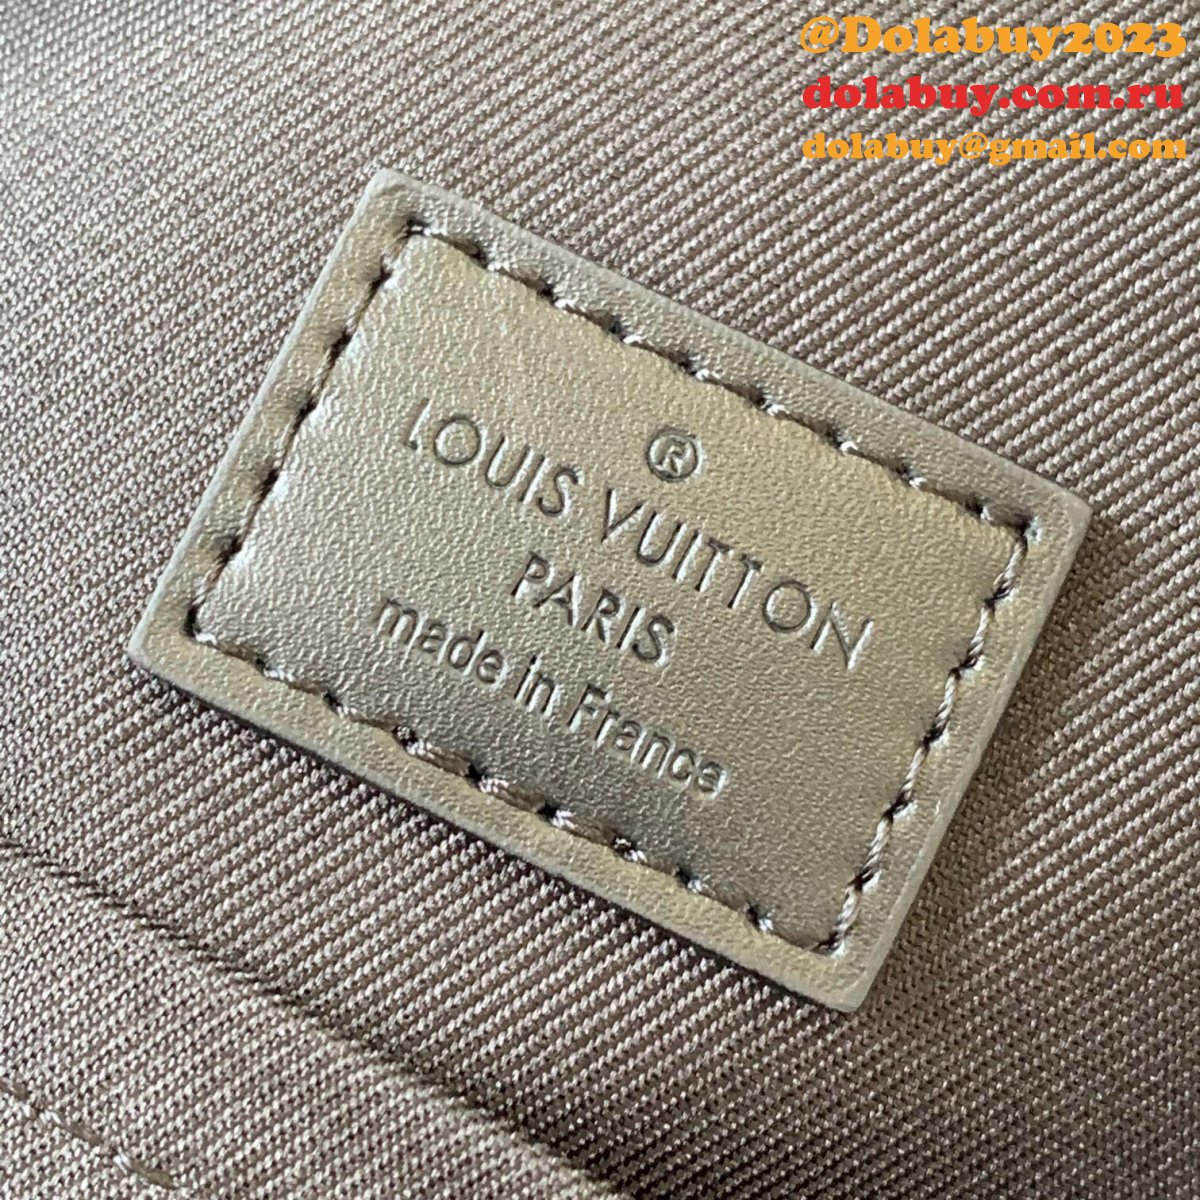 @Dolabuy2023
dolabuy.com.ru
dolabuy@gmail.com
®
LOUIS VUITTON
PARIS
made in France